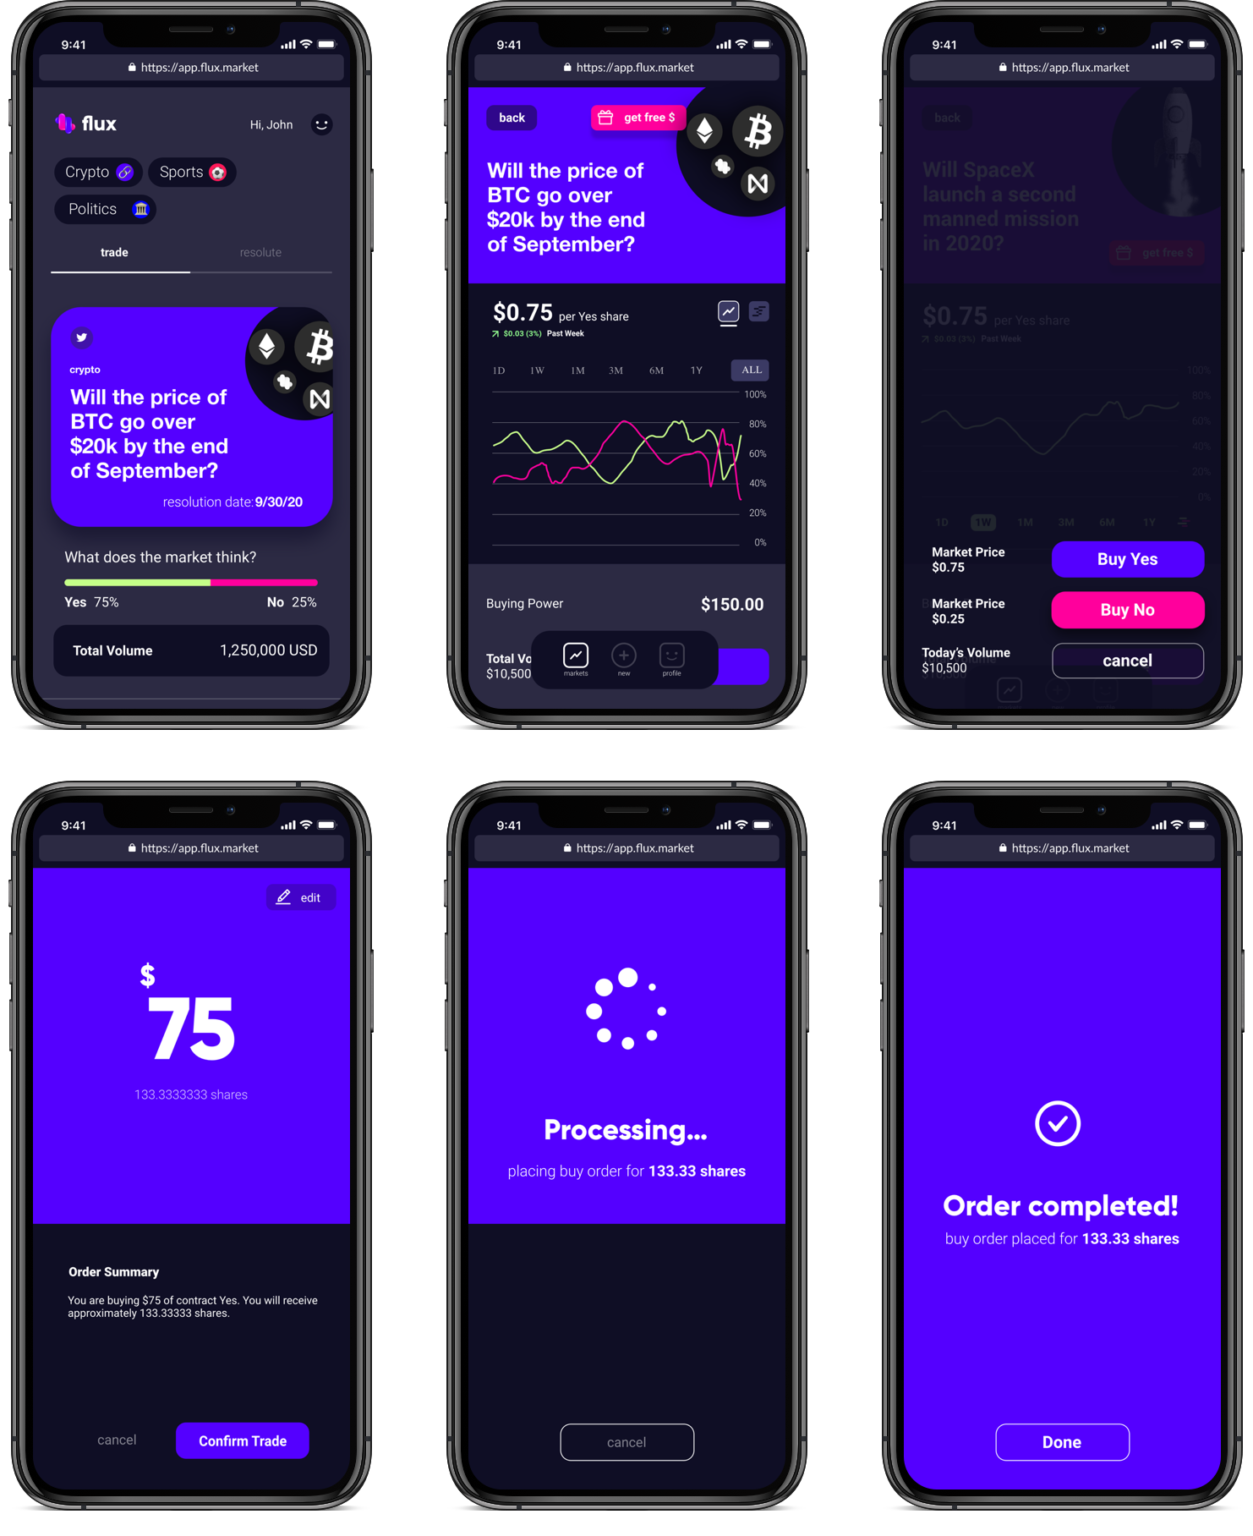 9:41
https://app.flux.market
flux
Hi, John
Crypto
Sports
Politics
trade
resolute
crypto
Will the price of
BTC go over
$20k by the end
of September?
resolution date:9/30/20
What does the market think?
Yes 75%
No 25%
Total Volume
1,250,000 USD
9:41
https://app.flux.market
back
get free $
Will the price of
BTC go over
$20k by the end
of September?
$0.75 per Yes share
$0.03 (3%) Past Week
1D 1W 1M 3M 6M 1Y ALL
100%
80%
60%
40%
20%
0%
Buying Power
$150.00
Total Vo
$10,500
markets
new
profile
9:41
https://app.flux.market
back
Will SpaceX
launch a second
manned mission
in 2020?
get free $
$0.75 per Yes share
$0.03 (3%) Past Week
100%
80%
60%
40%
20%
0%
1D 1W 1M 3M 6M 1Y
Market Price
$0.75
Buy Yes
Market Price
$0.25
Buy No
Today's Volume
$10,500
cancel
9:41
https://app.flux.market
edit
$
75
133.3333333 shares
Order Summary
You are buying $75 of contract Yes. You will receive
approximately 133.33333 shares.
cancel
Confirm Trade
9:41
https://app.flux.market
Processing...
placing buy order for 133.33 shares
cancel
9:41
https://app.flux.market
Order completed!
buy order placed for 133.33 shares
Done